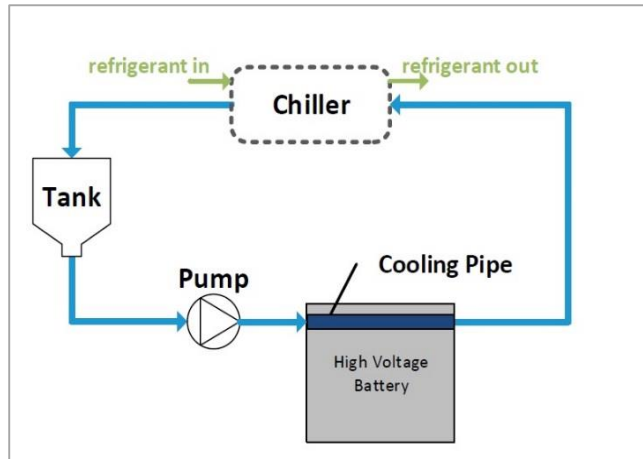 refrigerant in
refrigerant out
Chiller
Tank
Pump
Cooling Pipe
High Voltage
Battery